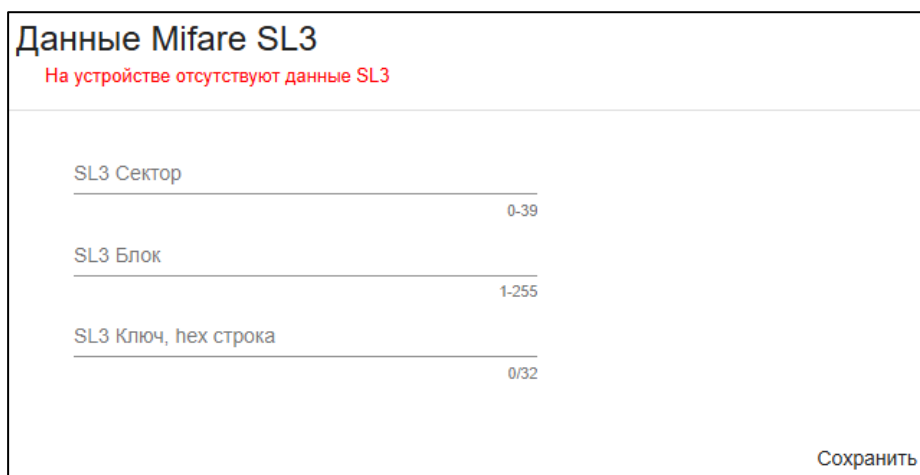 Данные Mifare SL3
На устройстве отсутствуют данные SL3
SL3 Сектор
0-39
SL3 Блок
1-255
SL3 Ключ, hex строка
0/32
Сохранить